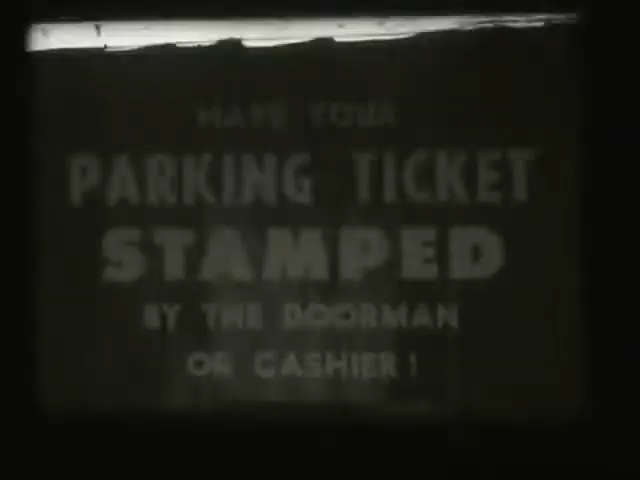 HAVE YOUR
PARKING TICKET
STAMPED
BY THE DOORMAN
OR CASHIER!